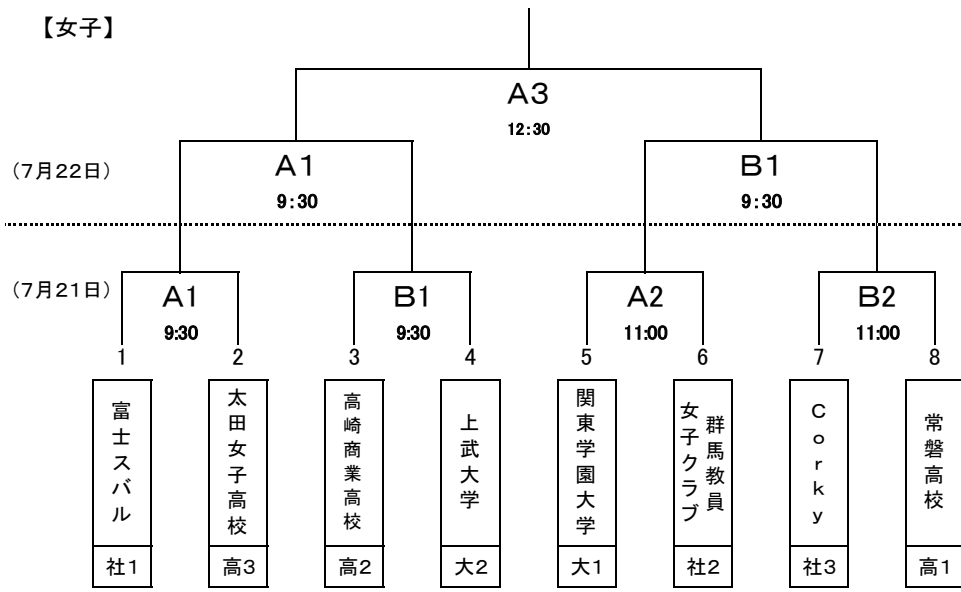 【女子】
A3
12:30
(7月22日)
A1
9:30
B1
9:30
(7月21日)
A1
9:30
B1
9:30
A2
11:00
B2
11:00
1 2 3 4 5 6 7 8
富士スバル
太田女子高校
高崎商業高校
上武大学
関東学園大学
群馬教員
女子クラブ
Corky
常磐高校
社1 高3 高2 大2 大1 社2 社3 高1